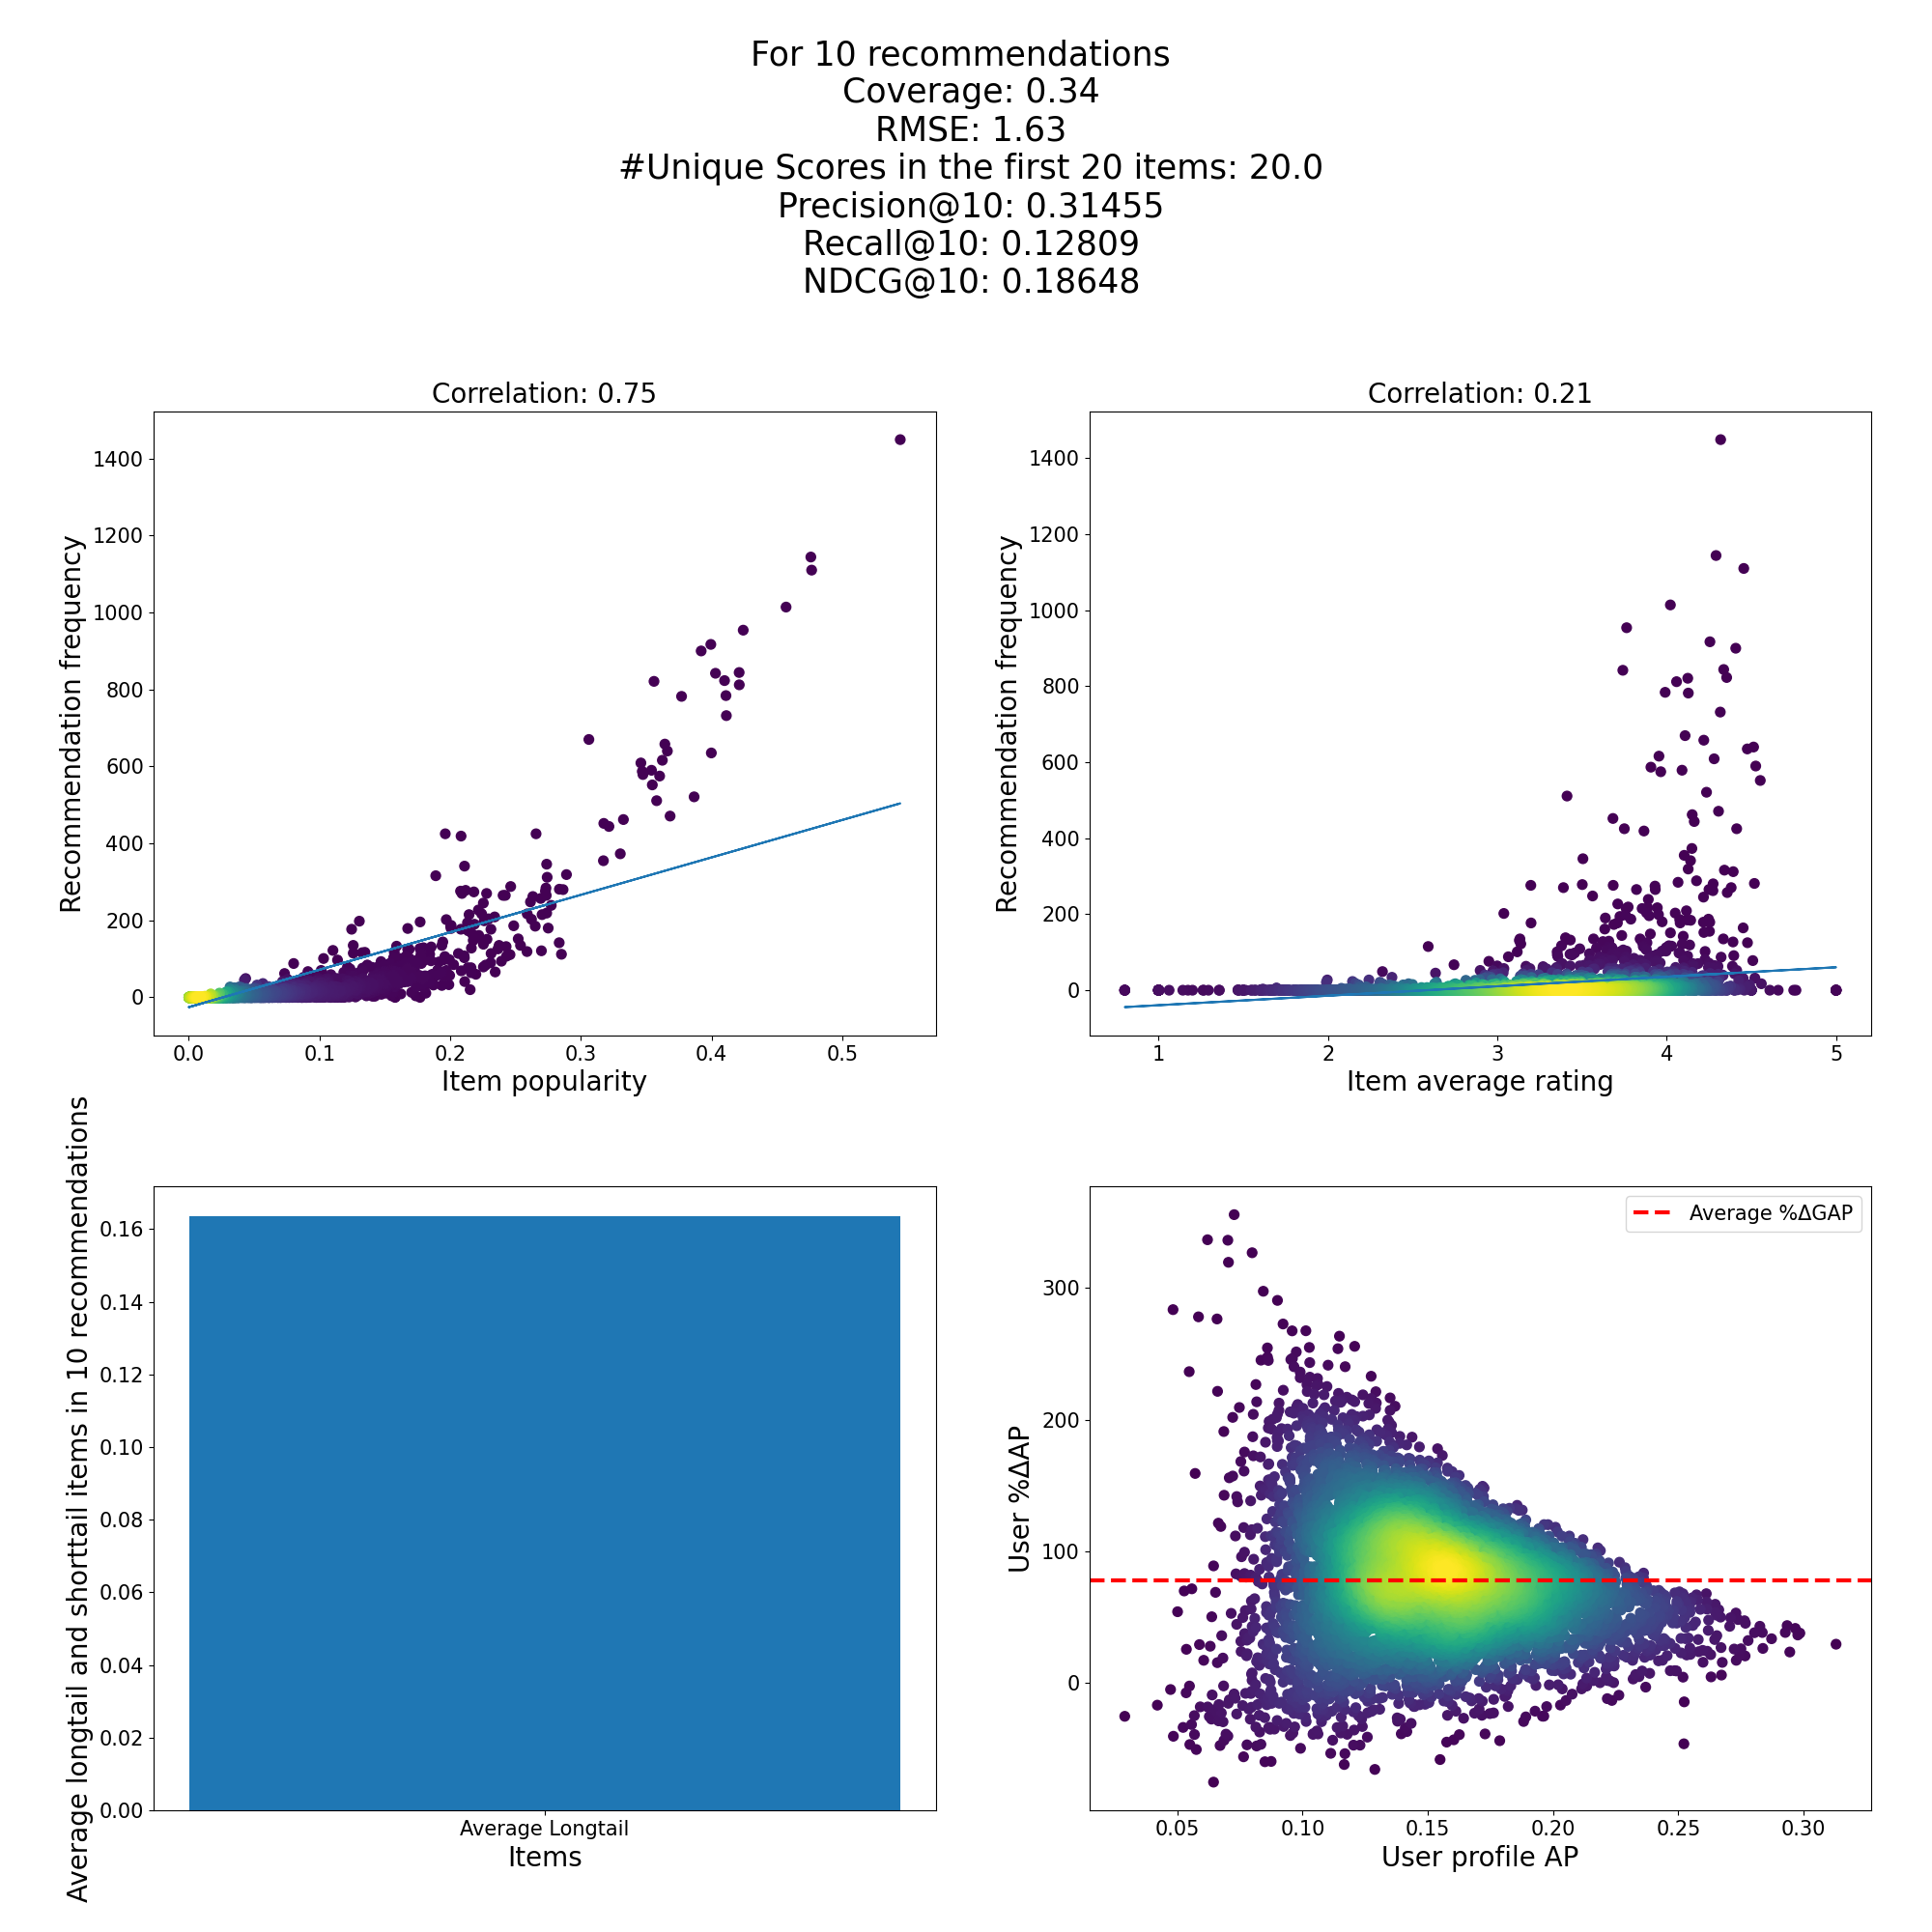 For 10 recommendations
Coverage: 0.34
RMSE: 1.63
#Unique Scores in the first 20 items: 20.0
Precision@10: 0.31455
Recall@10: 0.12809
NDCG@10: 0.18648
Correlation: 0.75
Recommendation frequency
1400
1200
1000
800
600
400
200
0
0.0 0.1 0.2 0.3 0.4 0.5
Item popularity
Correlation: 0.21
Recommendation frequency
1400
1200
1000
800
600
400
200
0
1 2 3 4 5
Item average rating
Average longtail and shorttail items in 10 recommendations
0.16
0.14
0.12
0.10
0.08
0.06
0.04
0.02
0.00
Average Longtail
Items
Average %ΔGAP
User %ΔAP
300
200
100
0
0.05 0.10 0.15 0.20 0.25 0.30
User profile AP